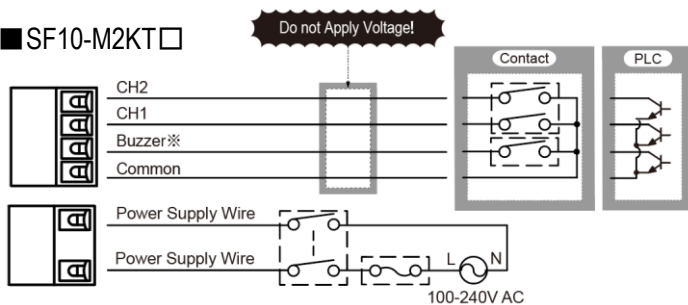 Do not Apply Voltage!
■SF10-M2KT□
Contact
PLC
CH2
CH1
Buzzer※
Common
Power Supply Wire
Power Supply Wire
L
N
100-240V AC